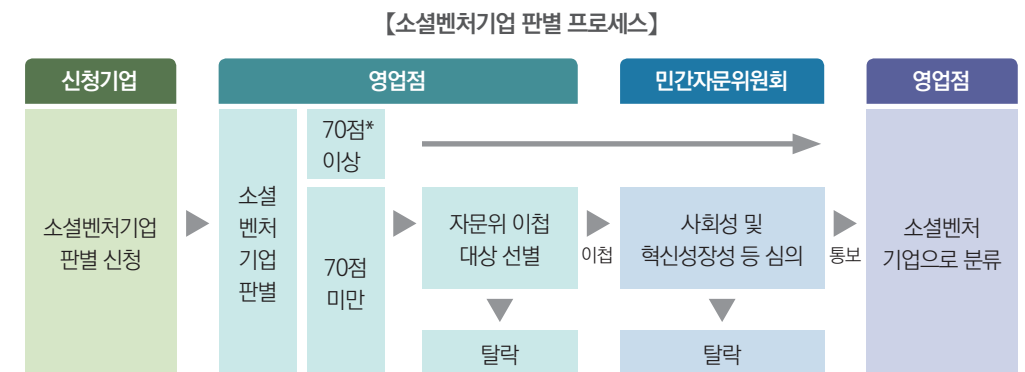 【소셜벤처기업 판별 프로세스】
신청기업
영업점
민간자문위원회
영업점
소셜벤처기업
판별 신청
소셜
벤처
기업
판별
70점*
이상
70점
미만
자문위 이첩
대상 선별
탈락
이첩
사회성 및
혁신성장성 등 심의
탈락
통보
소셜벤처
기업으로 분류